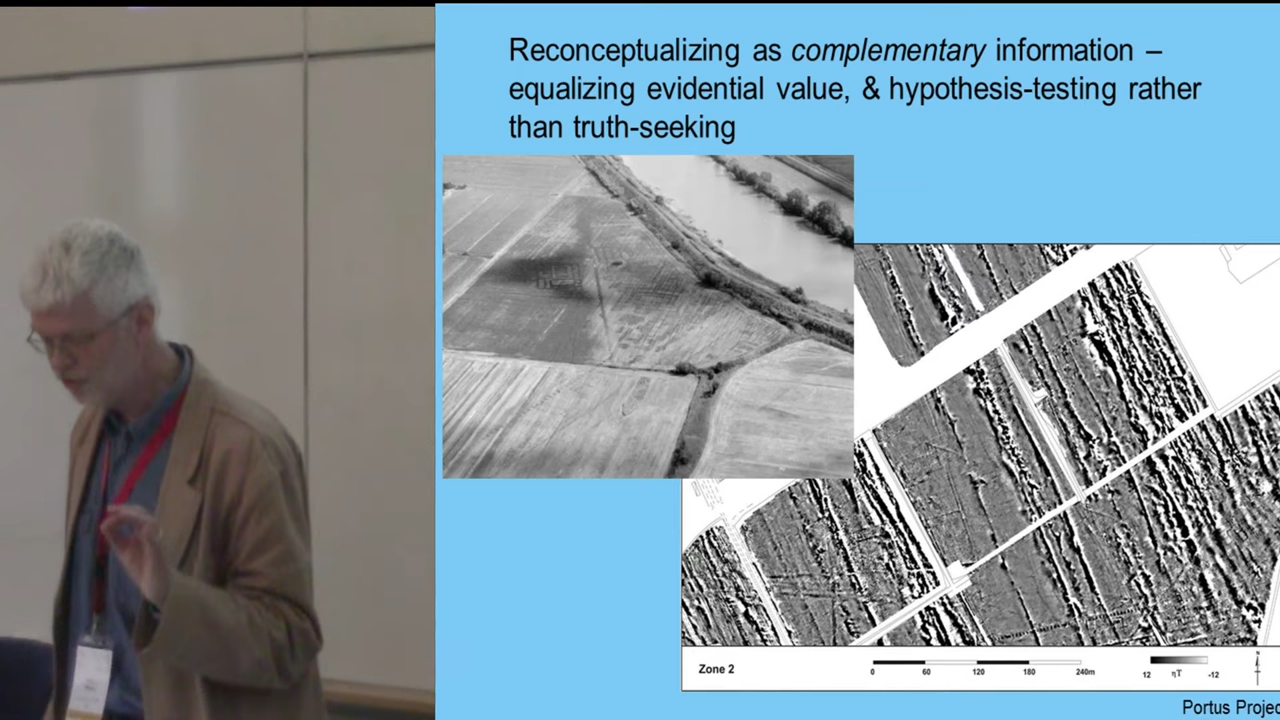 Reconceptualizing as complementary information –
equalizing evidential value, & hypothesis-testing rather
than truth-seeking
Zone 2
0 60 120 180 240m
12 ηT -12
N
Portus Projec